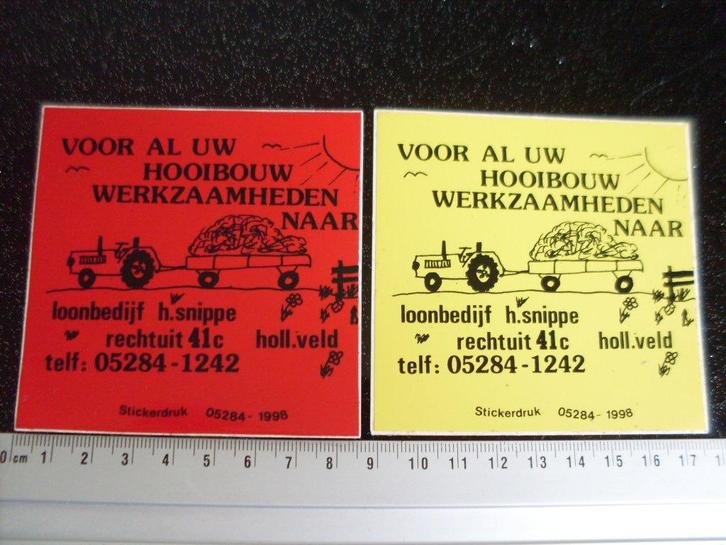 VOOR AL UW
HOOIBOUW
WERKZAAMHEDEN
NAAR
loonbedijf h.snippe
rechtuit 41c holl.veld
telf: 05284-1242
Stickerdruk 05284-1998
VOOR AL UW
HOOIBOUW
WERKZAAMHEDEN
NAAR
loonbedijf h.snippe
rechtuit 41c holl.veld
telf: 05284-1242
Stickerdruk 05284-1998
0 cm 1 2 3 4 5 6 7 8 9 10 11 12 13 14 15 16 17